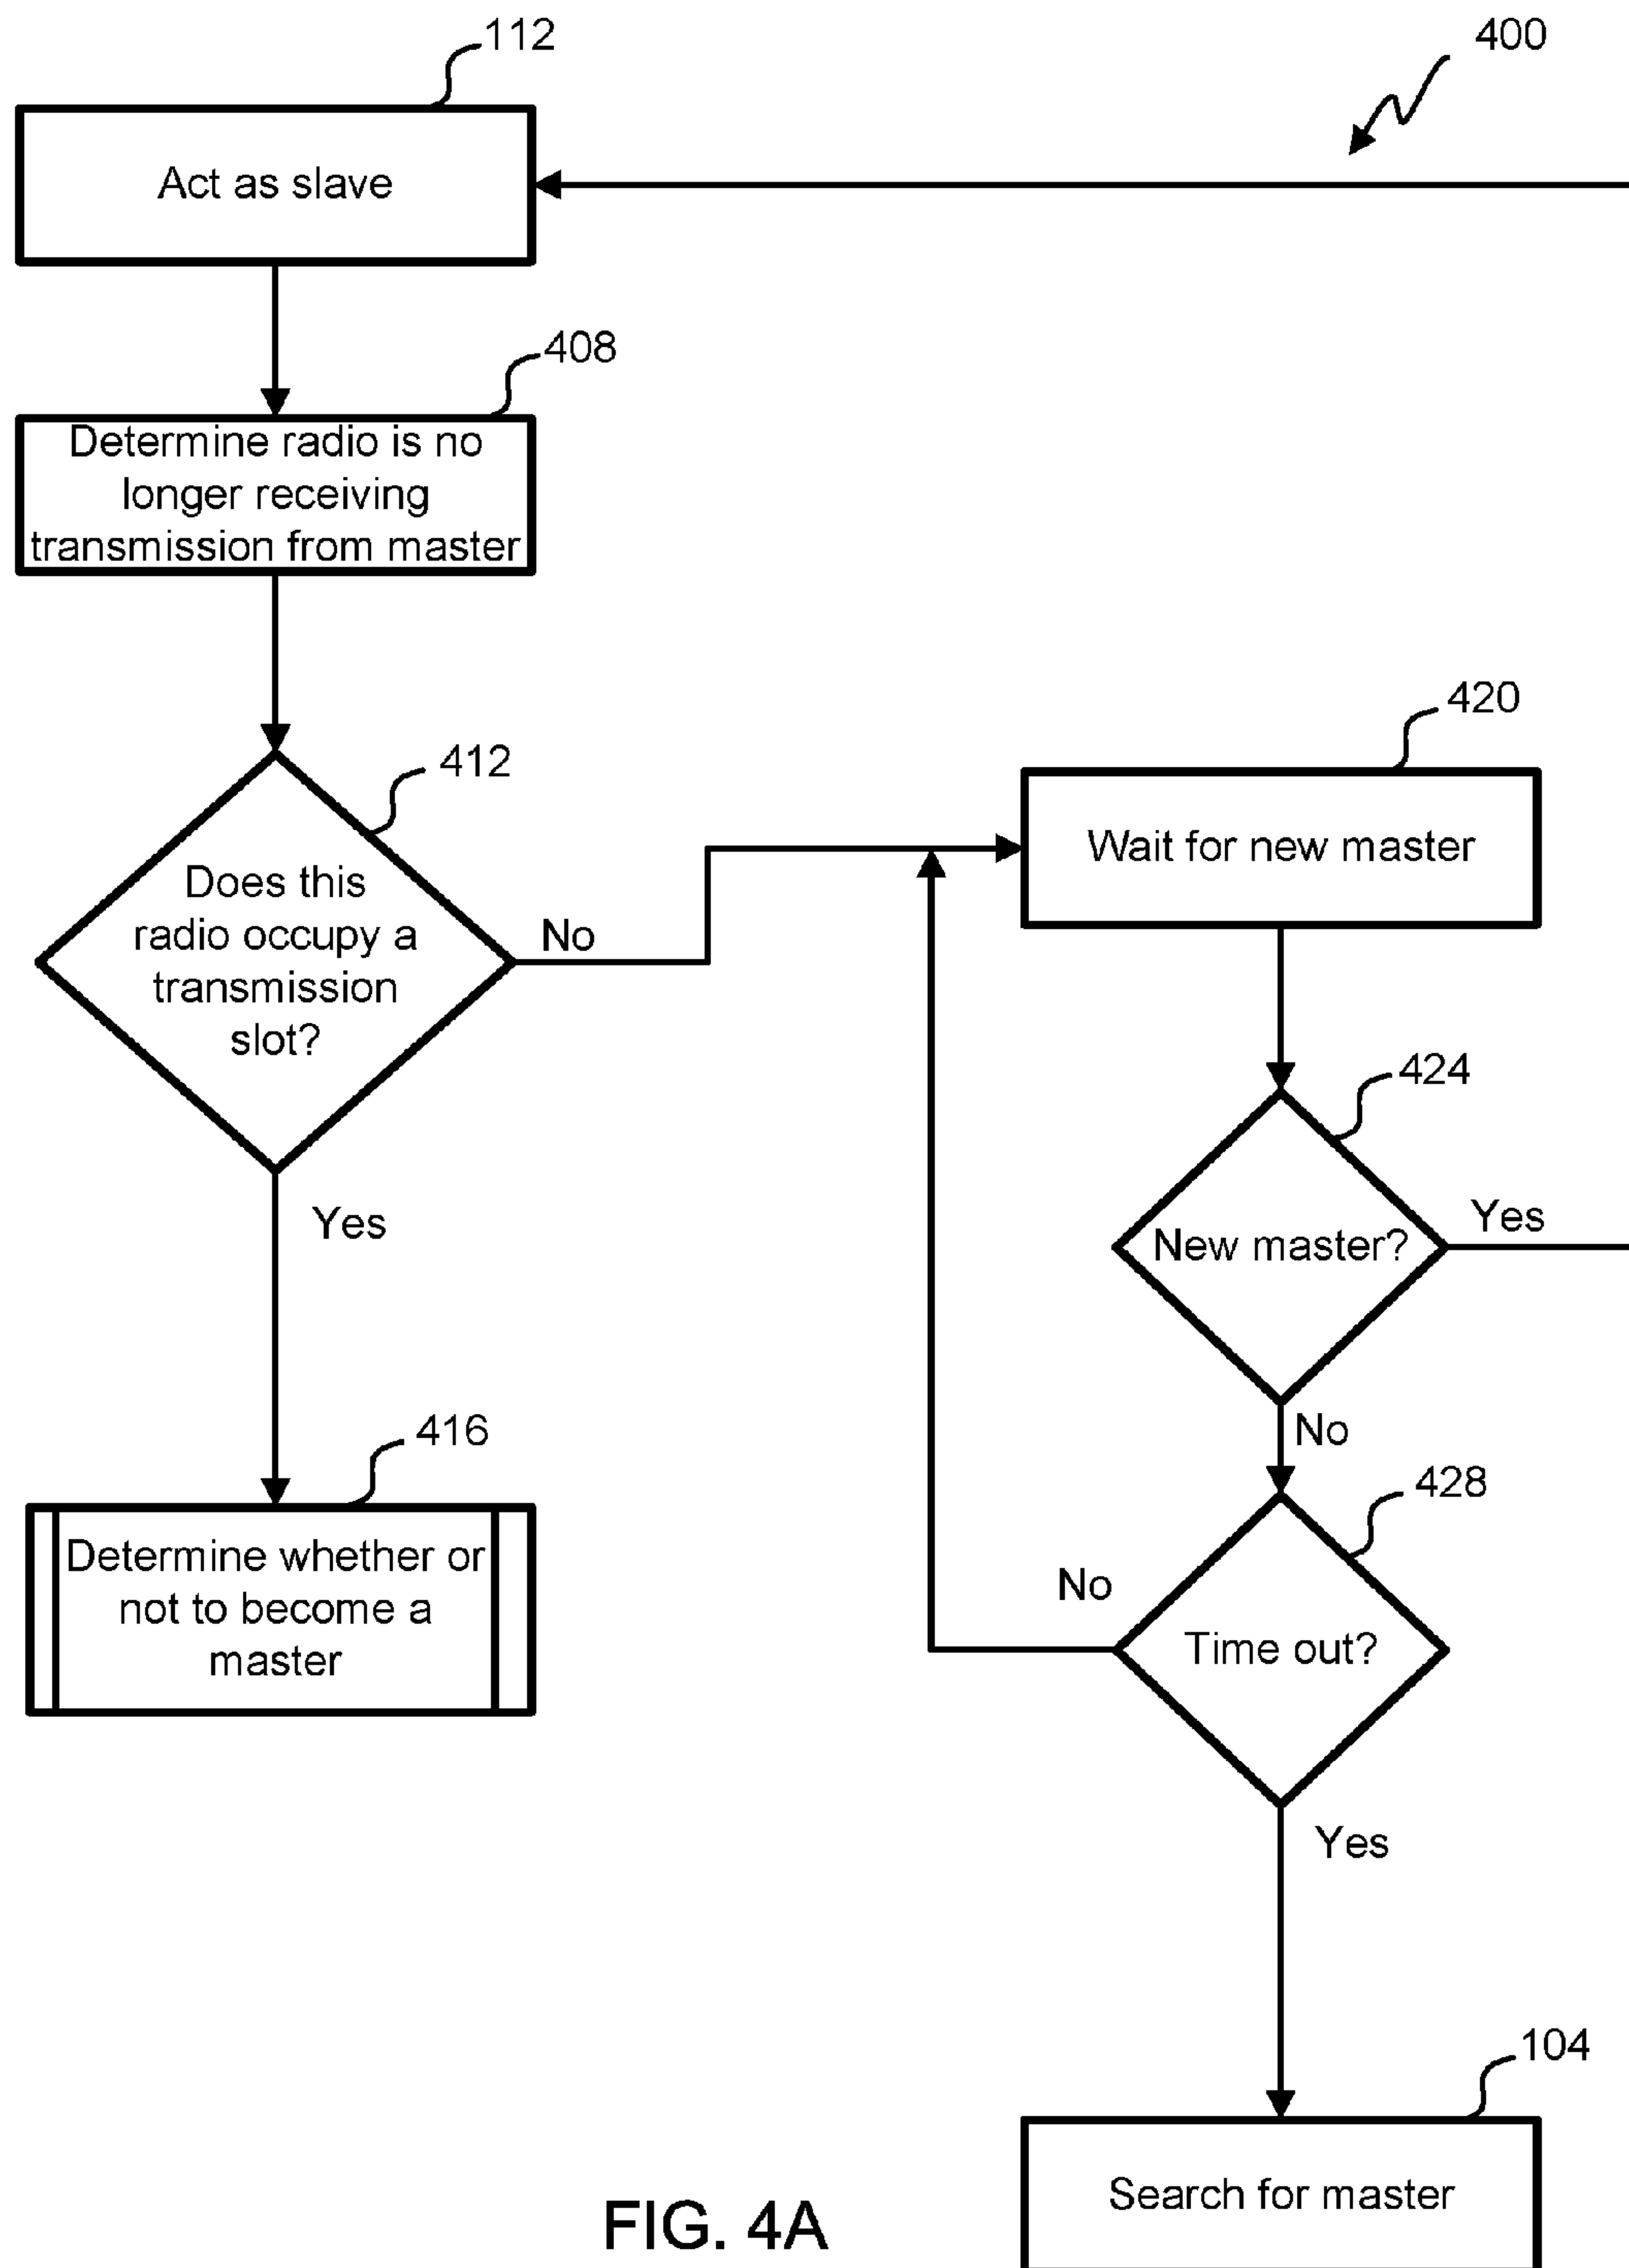 112
400
Act as slave
408
Determine radio is no
longer receiving
transmission from master
412
Does this
radio occupy a
transmission
slot?
No
Yes
416
Determine whether or
not to become a
master
420
Wait for new master
424
New master?
Yes
No
428
Time out?
No
Yes
104
Search for master
FIG. 4A